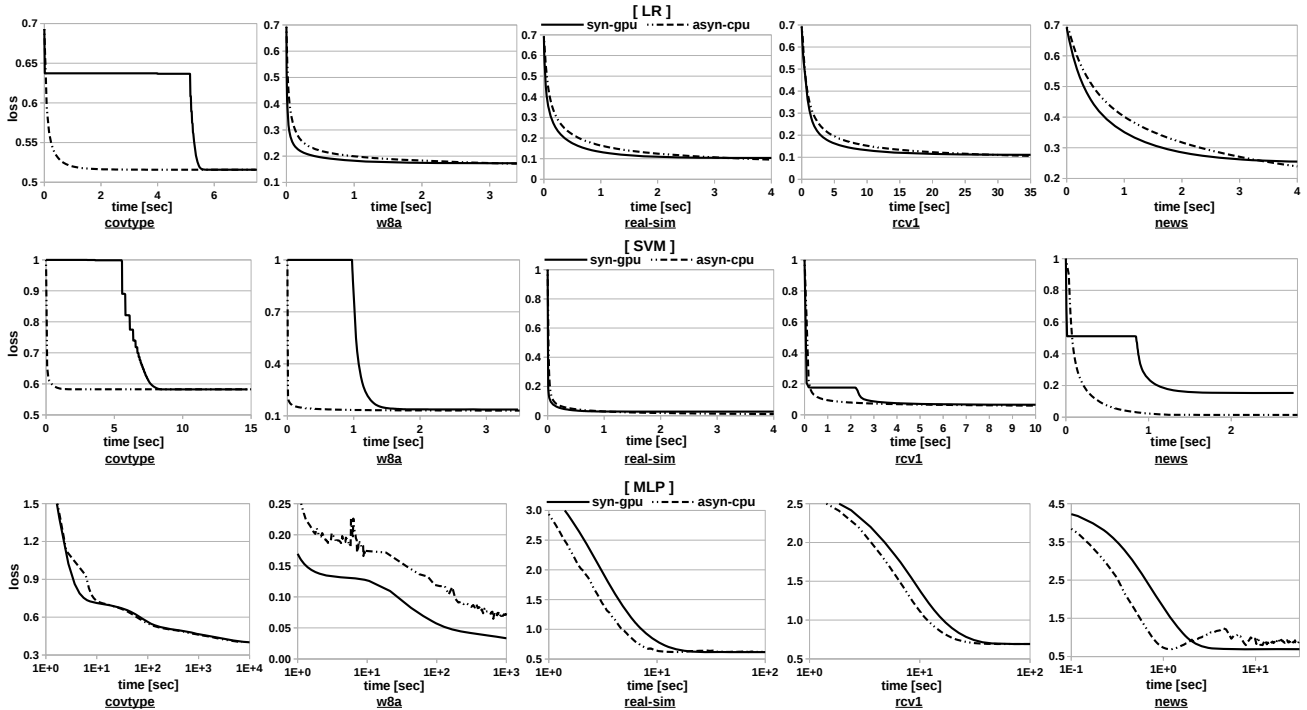 [ LR ]
syn-gpu asyn-cpu
loss
0.7 0.65 0.6 0.55 0.5
0 2 4 6
time [sec]
covtype
0.7 0.6 0.5 0.4 0.3 0.2 0.1
0 1 2 3
time [sec]
w8a
0.7 0.6 0.5 0.4 0.3 0.2 0.1 0
0 1 2 3 4
time [sec]
real-sim
0.7 0.6 0.5 0.4 0.3 0.2 0.1 0
0 5 10 15 20 25 30 35
time [sec]
rcv1
0.7 0.6 0.5 0.4 0.3 0.2
0 1 2 3 4
time [sec]
news
[ SVM ]
syn-gpu asyn-cpu
loss
1 0.9 0.8 0.7 0.6 0.5
0 5 10 15
time [sec]
covtype
1 0.7 0.4 0.1
0 1 2 3
time [sec]
w8a
1 0.8 0.6 0.4 0.2 0
0 1 2 3 4
time [sec]
real-sim
1 0.8 0.6 0.4 0.2 0
0 1 2 3 4 5 6 7 8 9 10
time [sec]
rcv1
1 0.8 0.6 0.4 0.2 0
0 1 2
time [sec]
news
[ MLP ]
syn-gpu asyn-cpu
loss
1.5 1.2 0.9 0.6 0.3
1E+0 1E+1 1E+2 1E+3 1E+4
time [sec]
covtype
0.25 0.20 0.15 0.10 0.05 0.00
1E+0 1E+1 1E+2 1E+3
time [sec]
w8a
3.0 2.5 2.0 1.5 1.0 0.5
1E+0 1E+1 1E+2
time [sec]
real-sim
2.5 2.0 1.5 1.0 0.5
1E+0 1E+1 1E+2
time [sec]
rcv1
4.5 3.5 2.5 1.5 0.5
1E-1 1E+0 1E+1
time [sec]
news